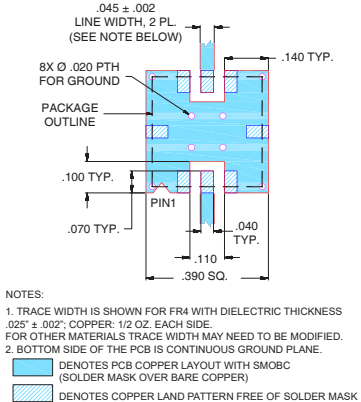 .045 ± .002
LINE WIDTH, 2 PL.
(SEE NOTE BELOW)
.140 TYP.
8X Ø .020 PTH
FOR GROUND
PACKAGE
OUTLINE
.100 TYP.
PIN1
.070 TYP.
.040
TYP.
.110
.390 SQ.
NOTES:
1. TRACE WIDTH IS SHOWN FOR FR4 WITH DIELECTRIC THICKNESS
.025" ± .002"; COPPER: 1/2 OZ. EACH SIDE.
FOR OTHER MATERIALS TRACE WIDTH MAY NEED TO BE MODIFIED.
2. BOTTOM SIDE OF THE PCB IS CONTINUOUS GROUND PLANE.
DENOTES PCB COPPER LAYOUT WITH SMOBC
(SOLDER MASK OVER BARE COPPER)
DENOTES COPPER LAND PATTERN FREE OF SOLDER MASK